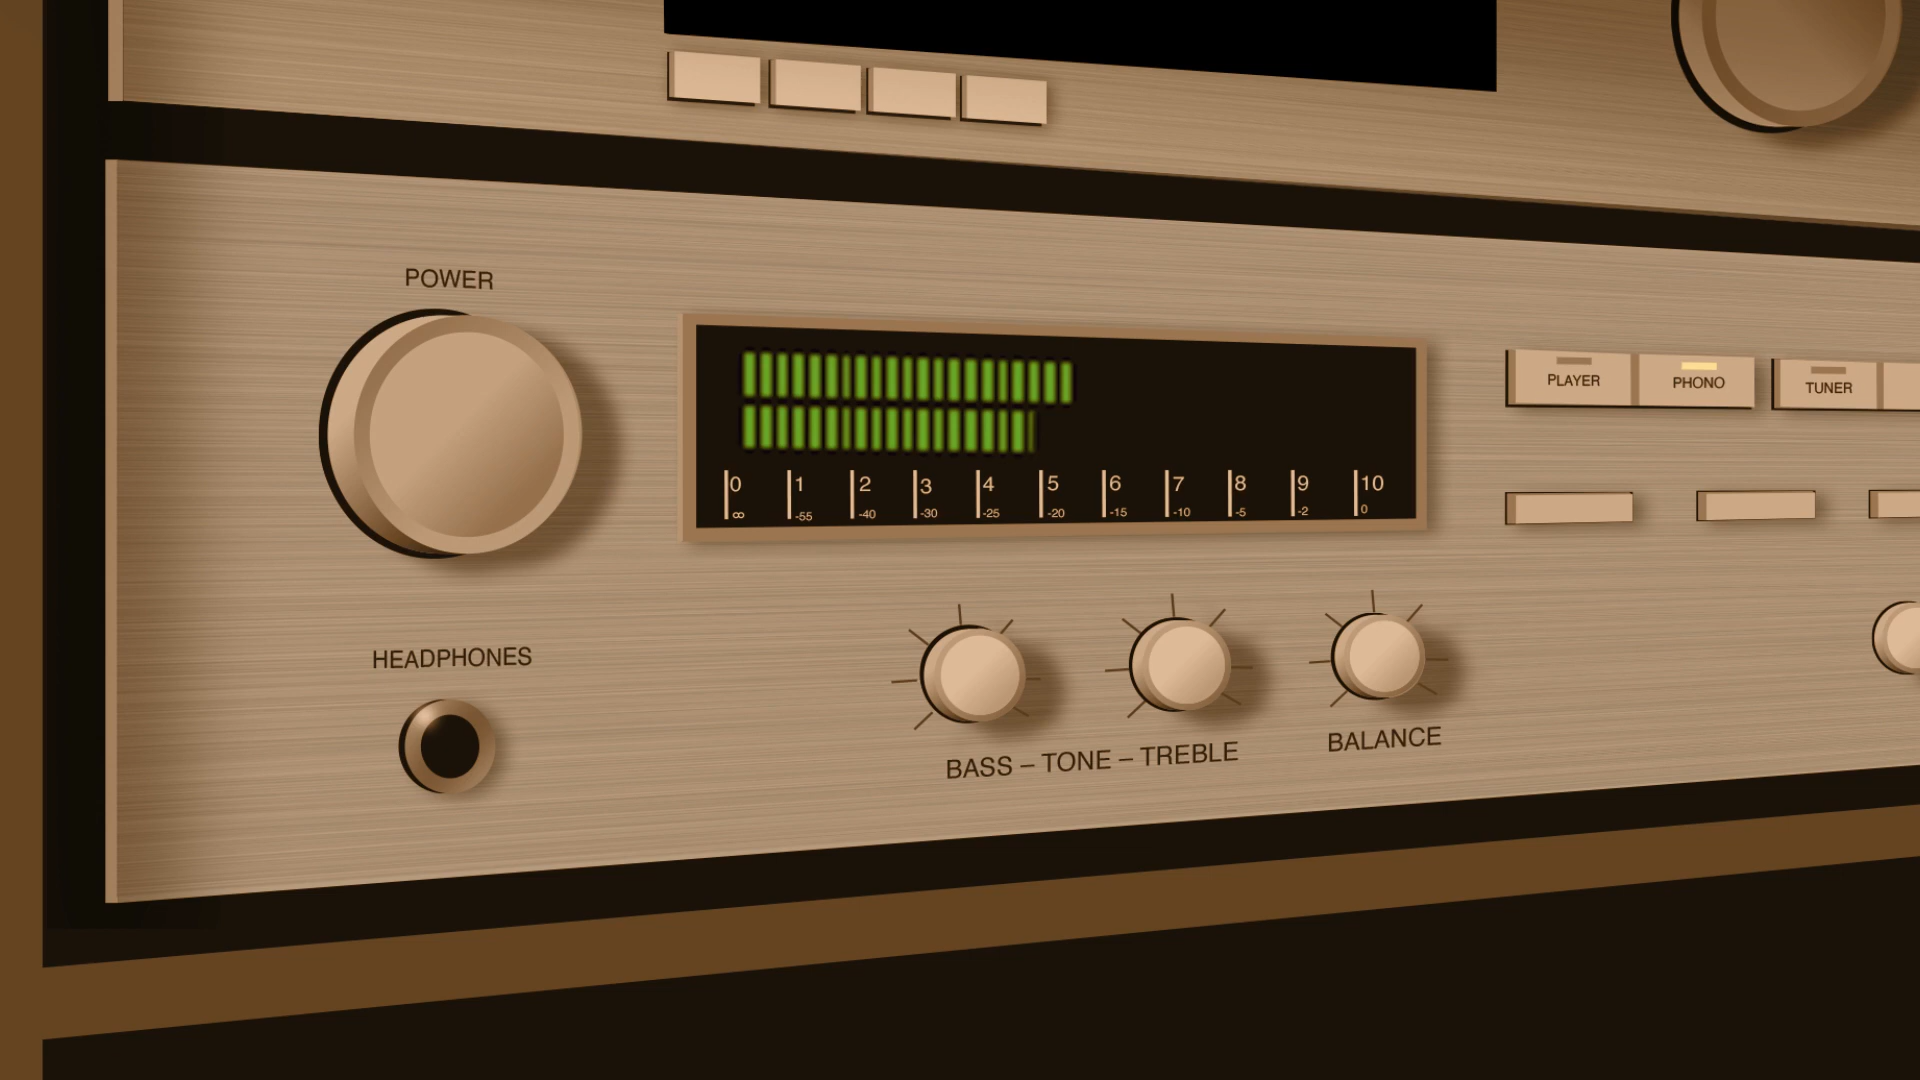 POWER
PLAYER PHONO TUNER
0 1 2 3 4 5 6 7 8 9 10
∞ -55 -40 -30 -25 -20 -15 -10 -5 -2 0
HEADPHONES
BASS – TONE – TREBLE
BALANCE